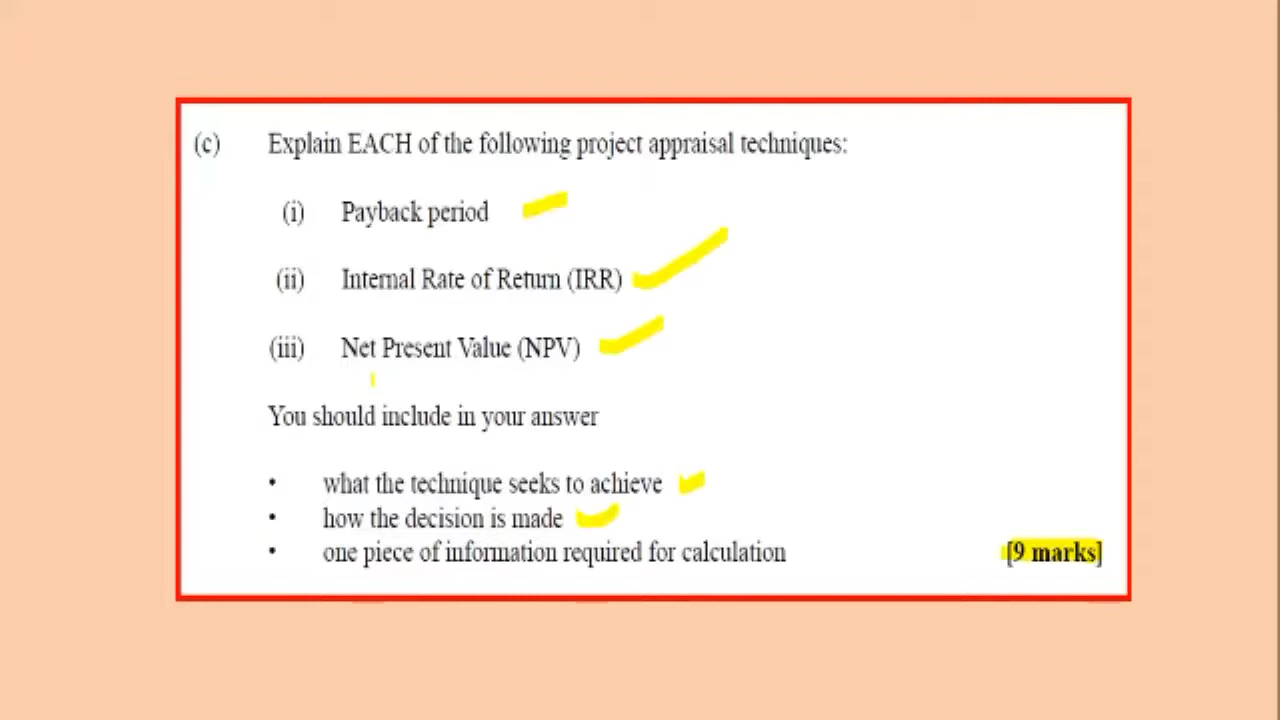 (c) Explain EACH of the following project appraisal techniques:
(i) Payback period
(ii) Internal Rate of Return (IRR)
(iii) Net Present Value (NPV)
You should include in your answer
• what the technique seeks to achieve
• how the decision is made
• one piece of information required for calculation [9 marks]